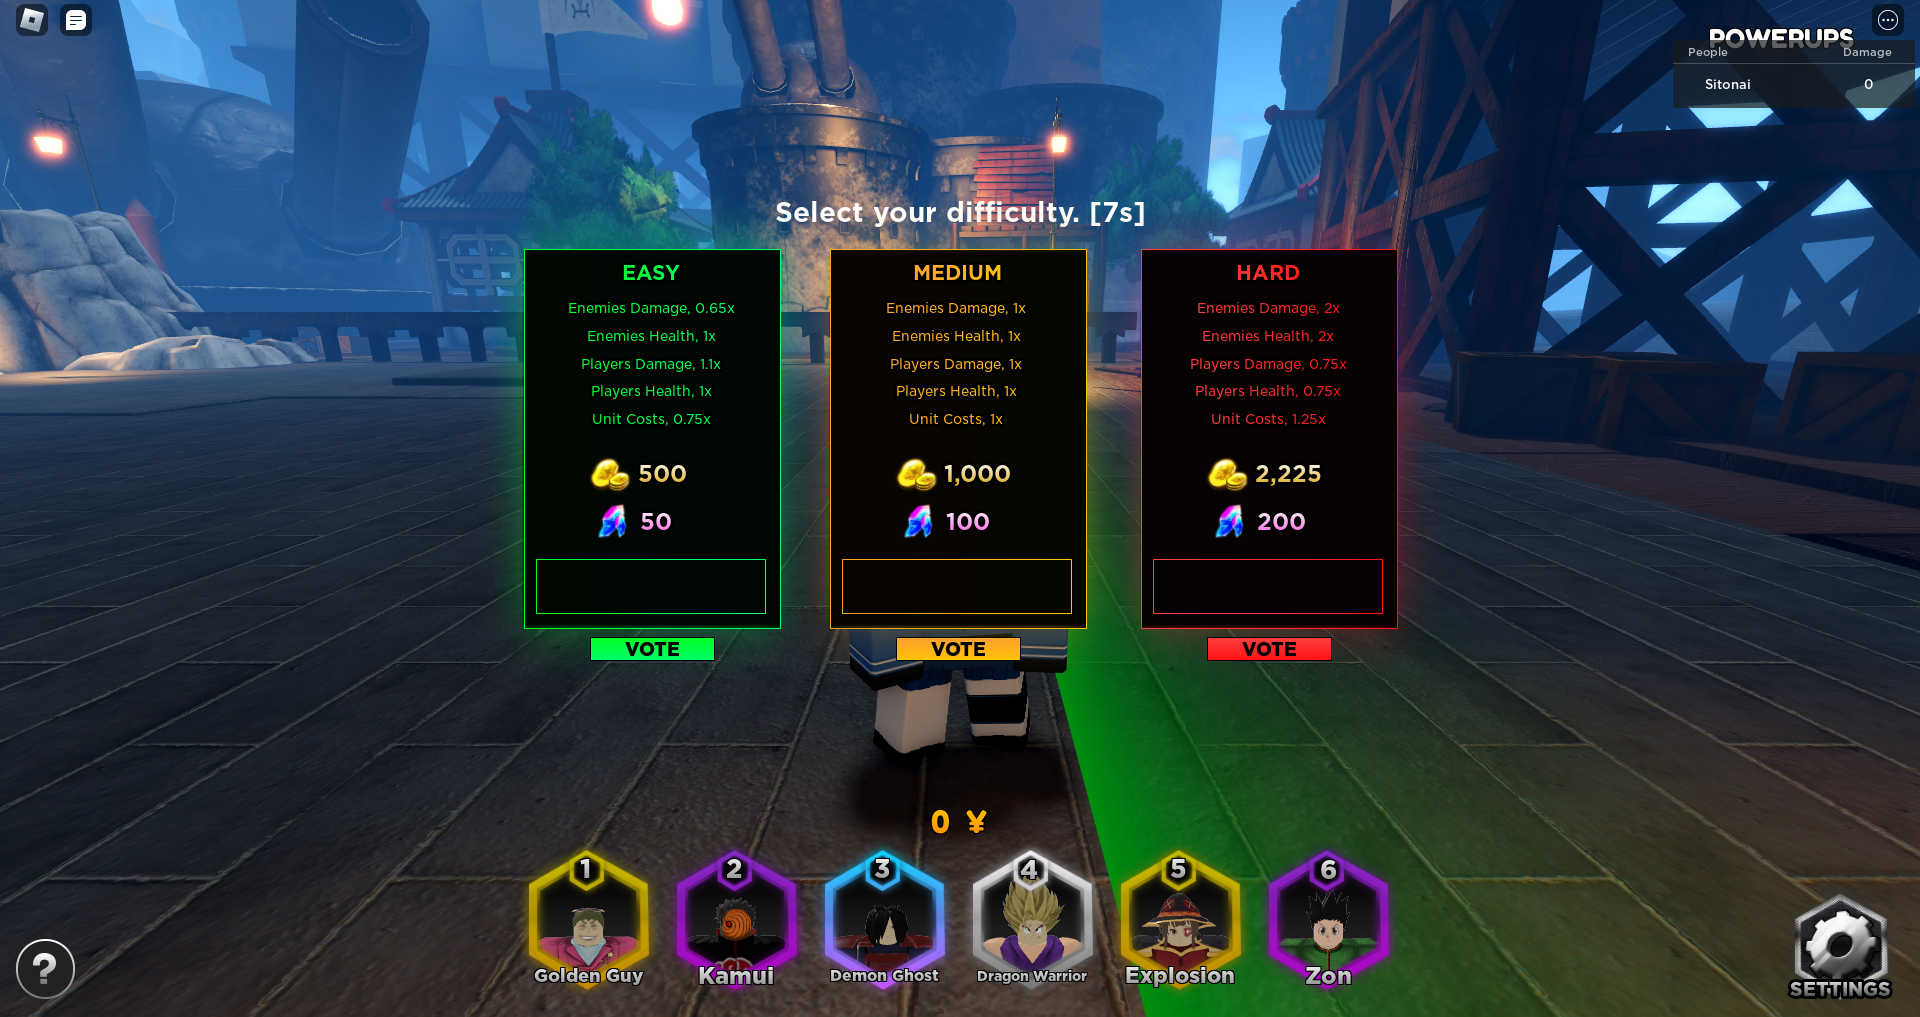 POWERUPS
People Damage
Sitonai 0
Select your difficulty. [7s]
EASY
Enemies Damage, 0.65x
Enemies Health, 1x
Players Damage, 1.1x
Players Health, 1x
Unit Costs, 0.75x
500
50
VOTE
MEDIUM
Enemies Damage, 1x
Enemies Health, 1x
Players Damage, 1x
Players Health, 1x
Unit Costs, 1x
1,000
100
VOTE
HARD
Enemies Damage, 2x
Enemies Health, 2x
Players Damage, 0.75x
Players Health, 0.75x
Unit Costs, 1.25x
2,225
200
VOTE
0 ¥
1
Golden Guy
2
Kamui
3
Demon Ghost
4
Dragon Warrior
5
Explosion
6
Zon
?
SETTINGS